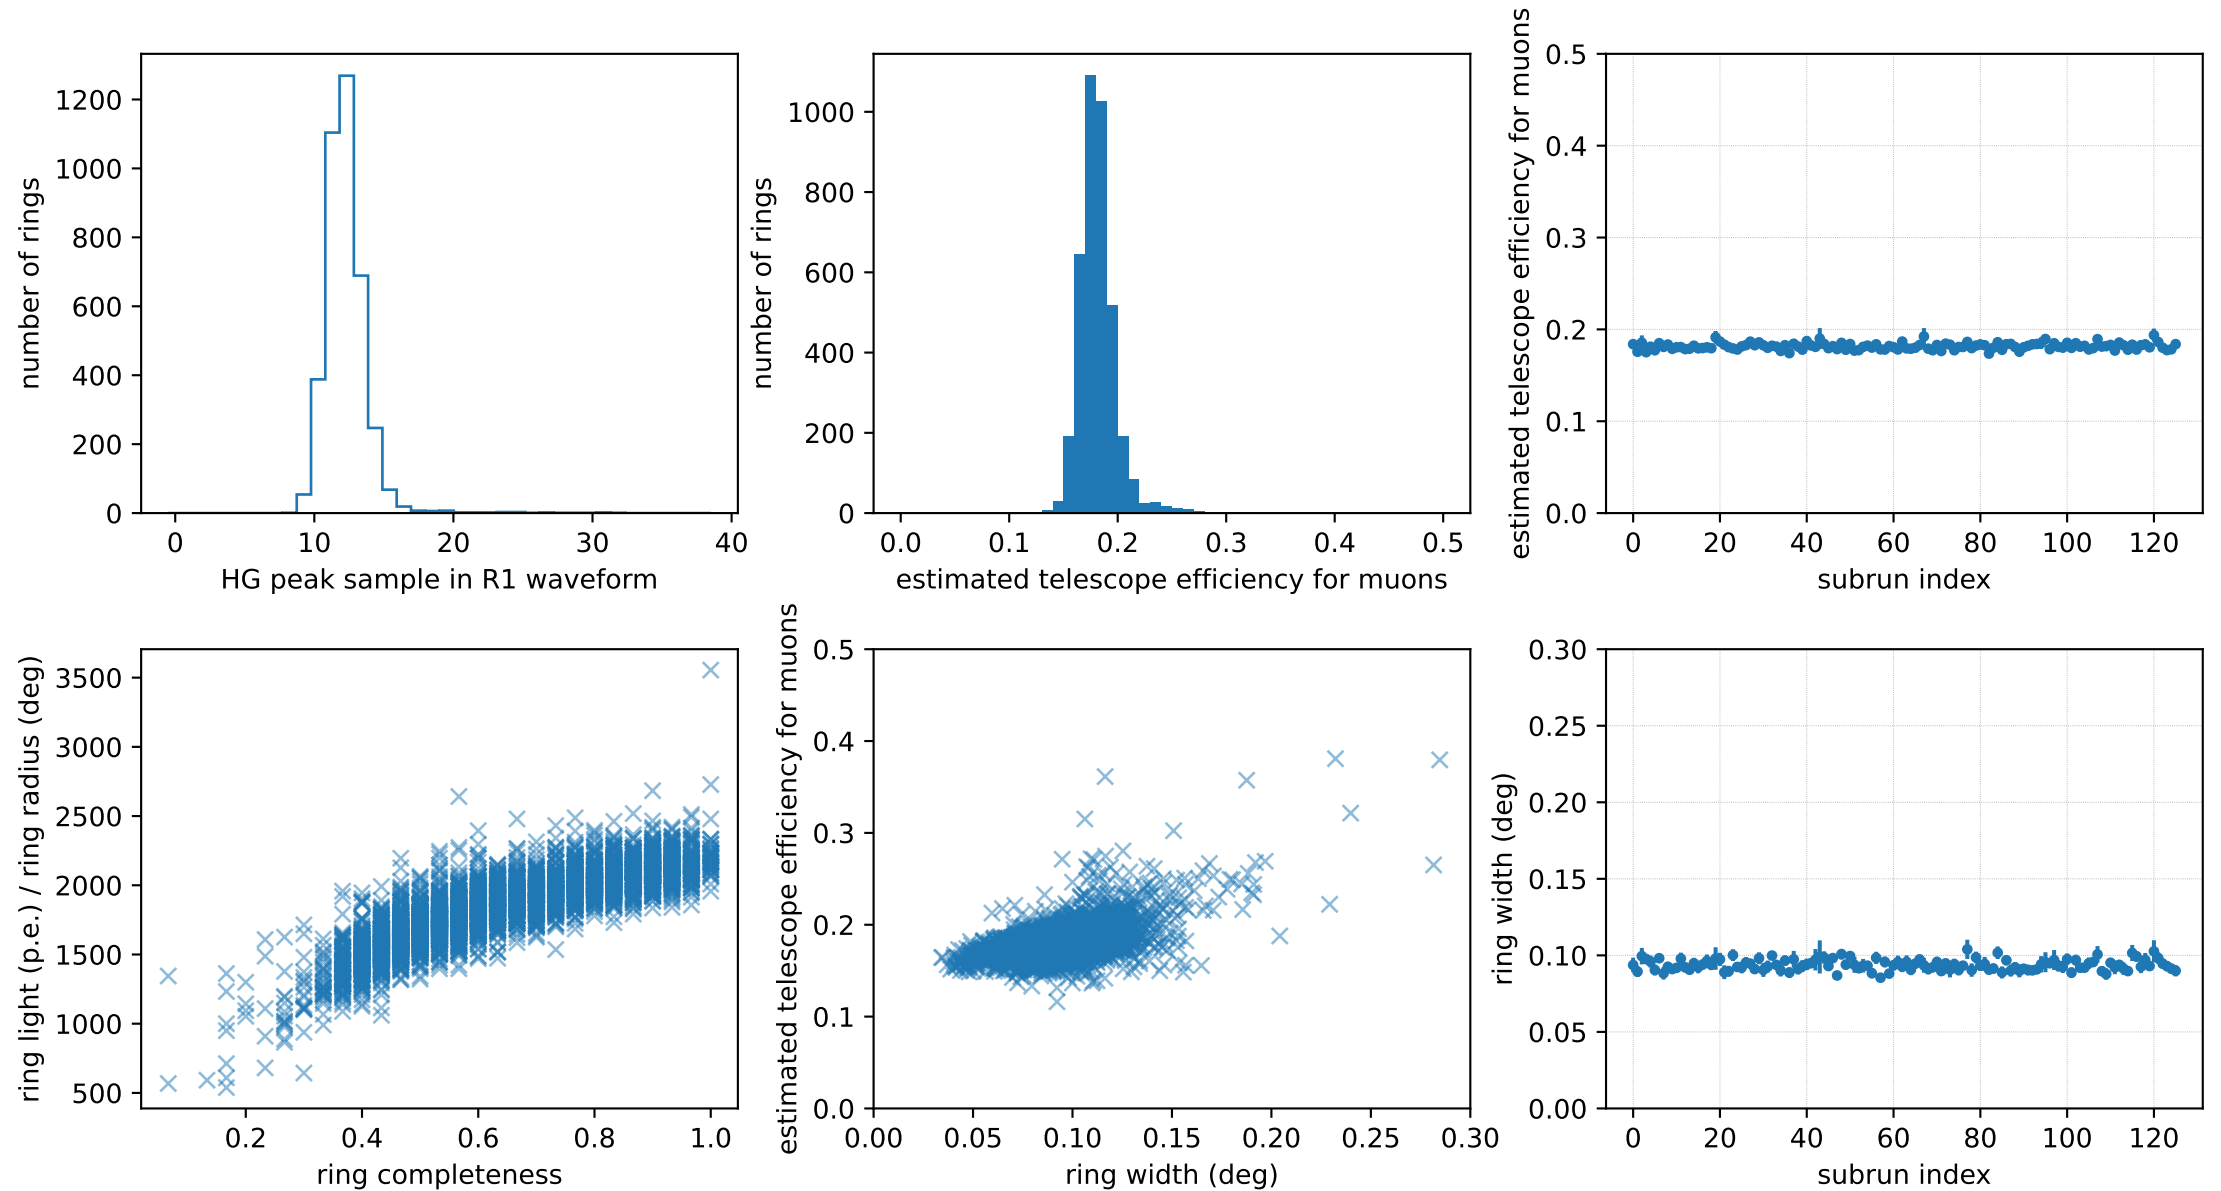 number of rings
0
200
400
600
800
1000
1200
0 10 20 30 40
HG peak sample in R1 waveform
number of rings
0
200
400
600
800
1000
0.0 0.1 0.2 0.3 0.4 0.5
estimated telescope efficiency for muons
estimated telescope efficiency for muons
0.5
0.4
0.3
0.2
0.1
0.0
0 20 40 60 80 100 120
subrun index
ring light (p.e.) / ring radius (deg)
3500
3000
2500
2000
1500
1000
500
0.2 0.4 0.6 0.8 1.0
ring completeness
estimated telescope efficiency for muons
0.5
0.4
0.3
0.2
0.1
0.0
0.00 0.05 0.10 0.15 0.20 0.25 0.30
ring width (deg)
ring width (deg)
0.30
0.25
0.20
0.15
0.10
0.05
0.00
0 20 40 60 80 100 120
subrun index